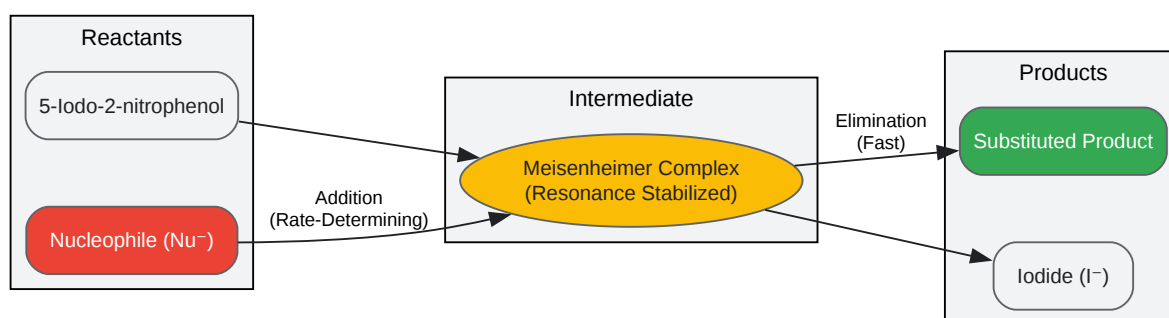 Reactants
5-Iodo-2-nitrophenol
Nucleophile (Nu⁻)
Addition
(Rate-Determining)
Intermediate
Meisenheimer Complex
(Resonance Stabilized)
Elimination
(Fast)
Products
Substituted Product
Iodide (I⁻)